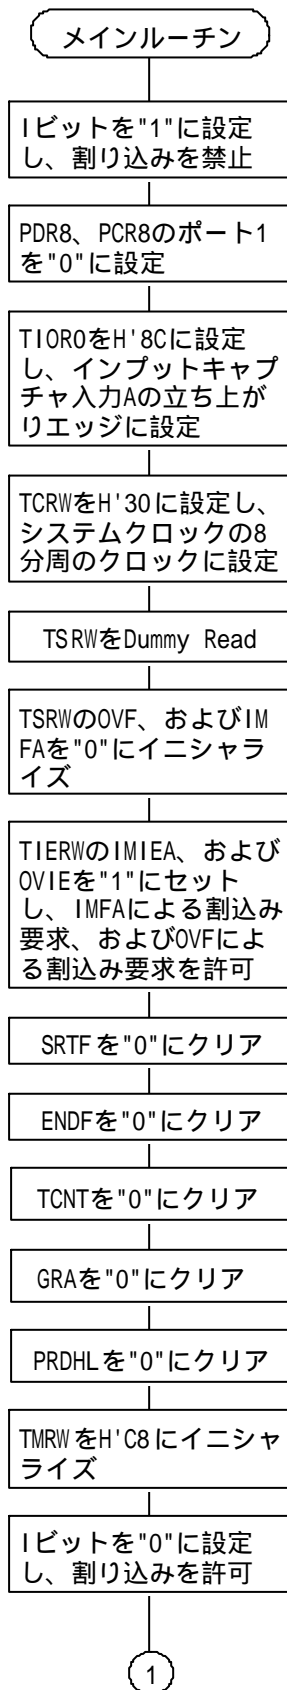 メインルーチン
Iビットを"1"に設定
し、割り込みを禁止
PDR8、PCR8のポート1
を"0"に設定
TIOR0をH'8Cに設定
し、インプットキャプ
チャ入力Aの立ち上が
りエッジに設定
TCRWをH'30に設定し、
システムクロックの8
分周のクロックに設定
TSRWをDummy Read
TSRWのOVF、およびIM
FAを"0"にイニシャラ
イズ
TIERWのIMIEA、および
OVIEを"1"にセット
し、IMFAによる割込み
要求、およびOVFによ
る割込み要求を許可
SRTFを"0"にクリア
ENDFを"0"にクリア
TCNTを"0"にクリア
GRAを"0"にクリア
PRDHLを"0"にクリア
TMRWをH'C8にイニシャ
ライズ
Iビットを"0"に設定
し、割り込みを許可
1